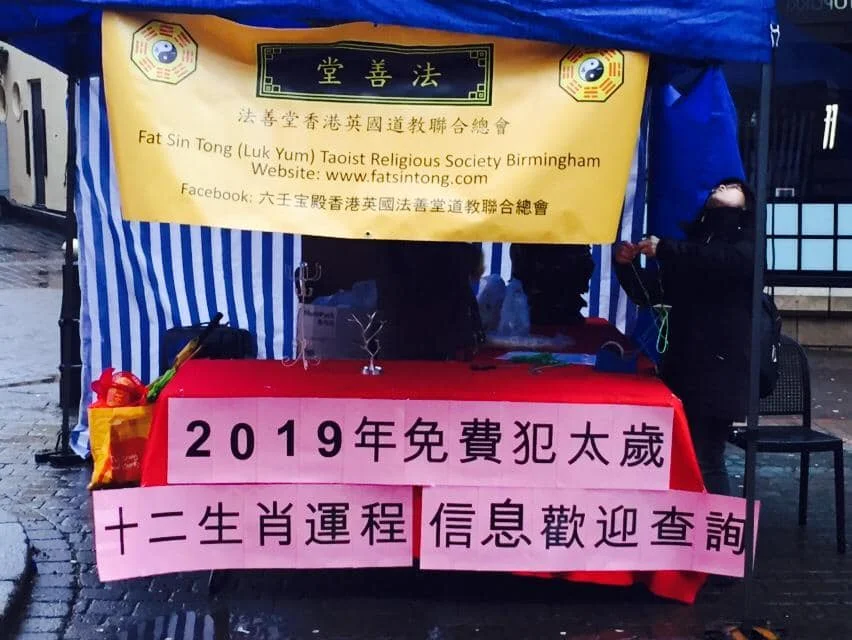 堂善法
法善堂香港英國道教聯合總會
Fat Sin Tong (Luk Yum) Taoist Religious Society Birmingham
Website: www.fatsintong.com
Facebook: 六壬宝殿香港英國法善堂道教聯合總會
2019年免費犯太歲
十二生肖運程 信息歡迎查詢